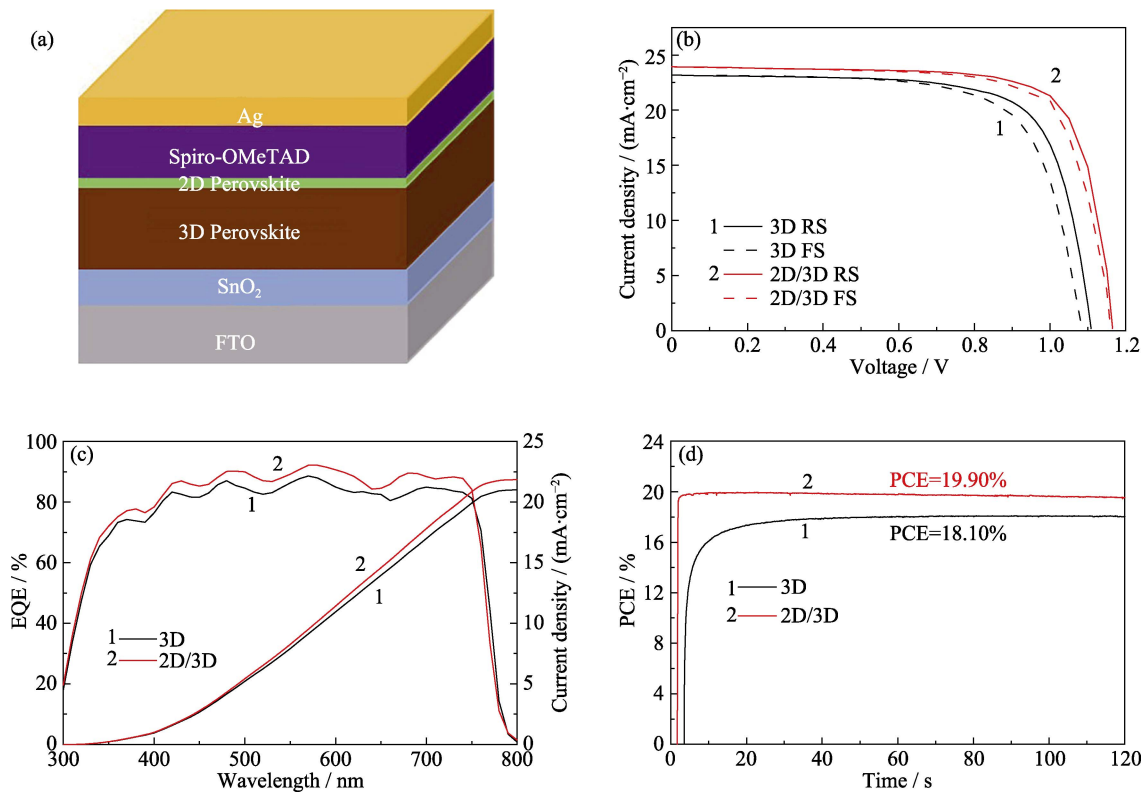 (a)
Ag
Spiro-OMeTAD
2D Perovskite
3D Perovskite
SnO₂
FTO
(b)
25
20
15
10
5
0
Current density / (mA·cm⁻²)
2
1
1 3D RS
3D FS
2 2D/3D RS
2D/3D FS
0 0.2 0.4 0.6 0.8 1.0 1.2
Voltage / V
(c)
100
80
60
40
20
0
EQE / %
2
1
2
1
1 3D
2 2D/3D
25
20
15
10
5
0
Current density / (mA·cm⁻²)
300 400 500 600 700 800
Wavelength / nm
(d)
24
20
16
12
8
4
0
PCE / %
2 PCE=19.90%
1 PCE=18.10%
1 3D
2 2D/3D
0 20 40 60 80 100 120
Time / s